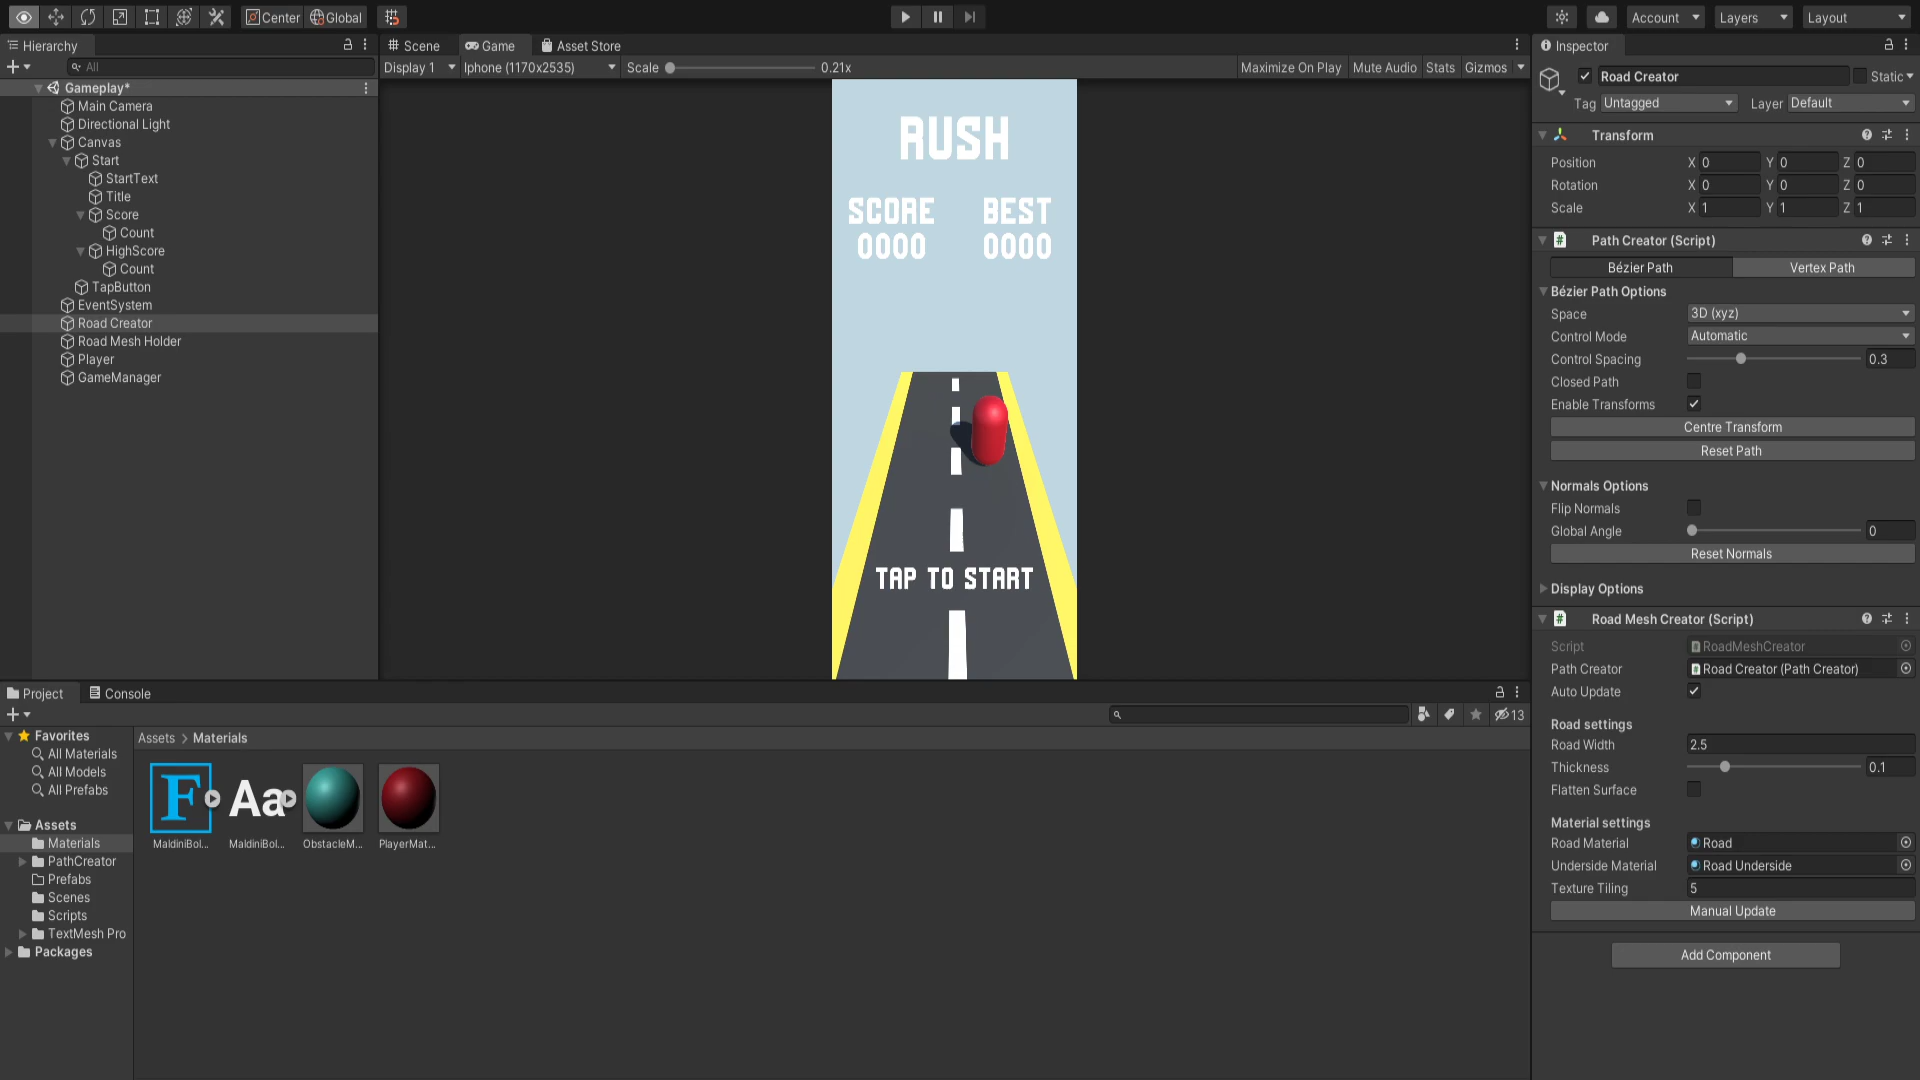 Center
Global
Account
Layers
Layout
Hierarchy
All
Gameplay*
Main Camera
Directional Light
Canvas
Start
StartText
Title
Score
Count
HighScore
Count
TapButton
EventSystem
Road Creator
Road Mesh Holder
Player
GameManager
Scene
Game
Asset Store
Display 1
Iphone (1170x2535)
Scale
0.21x
Maximize On Play
Mute Audio
Stats
Gizmos
RUSH
SCORE BEST
0000 0000
TAP TO START
Inspector
Road Creator
Static
Tag Untagged Layer Default
Transform
Position X 0 Y 0 Z 0
Rotation X 0 Y 0 Z 0
Scale X 1 Y 1 Z 1
# Path Creator (Script)
Bézier Path Vertex Path
Bézier Path Options
Space 3D (xyz)
Control Mode Automatic
Control Spacing 0.3
Closed Path
Enable Transforms
Centre Transform
Reset Path
Normals Options
Flip Normals
Global Angle 0
Reset Normals
Display Options
# Road Mesh Creator (Script)
Script RoadMeshCreator
Path Creator Road Creator (Path Creator)
Auto Update
Road settings
Road Width 2.5
Thickness 0.1
Flatten Surface
Material settings
Road Material Road
Underside Material Road Underside
Texture Tiling 5
Manual Update
Add Component
Project
Console
13
Favorites
All Materials
All Models
All Prefabs
Assets
Materials
PathCreator
Prefabs
Scenes
Scripts
TextMesh Pro
Packages
Assets > Materials
F Aa
MaldiniBol... MaldiniBol... ObstacleM... PlayerMat...